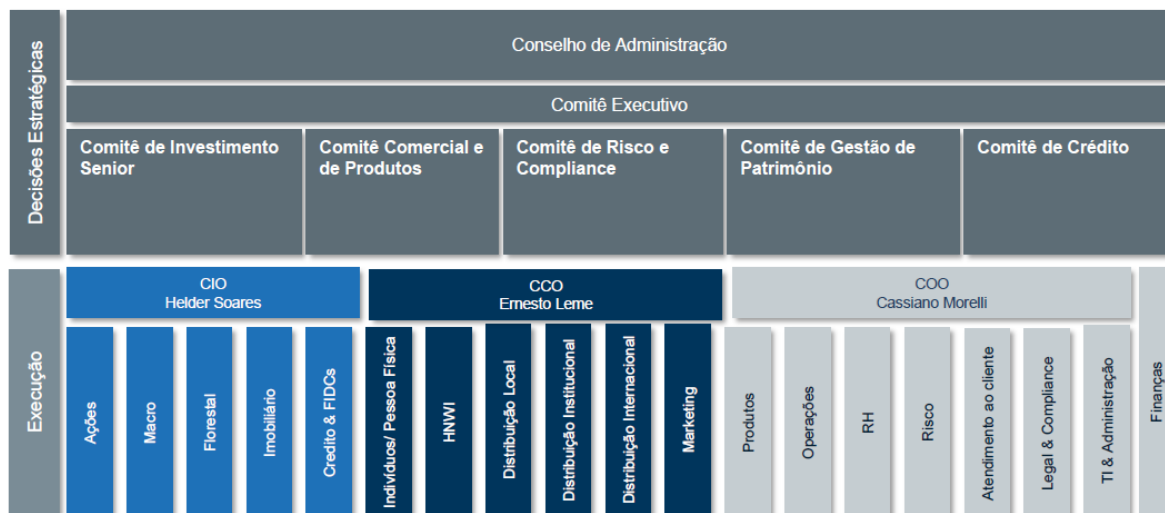 Decisões Estratégicas
Conselho de Administração
Comitê Executivo
Comitê de Investimento
Senior
Comitê Comercial e
de Produtos
Comitê de Risco e
Compliance
Comitê de Gestão de
Patrimônio
Comitê de Crédito
Execução
CIO
Helder Soares
CCO
Ernesto Leme
COO
Cassiano Morelli
Ações
Macro
Florestal
Imobiliário
Credito & FIDCs
Indivíduos/ Pessoa Física
HNWI
Distribuição Local
Distribuição Institucional
Distribuição Internacional
Marketing
Produtos
Operações
RH
Risco
Atendimento ao cliente
Legal & Compliance
TI & Administração
Finanças